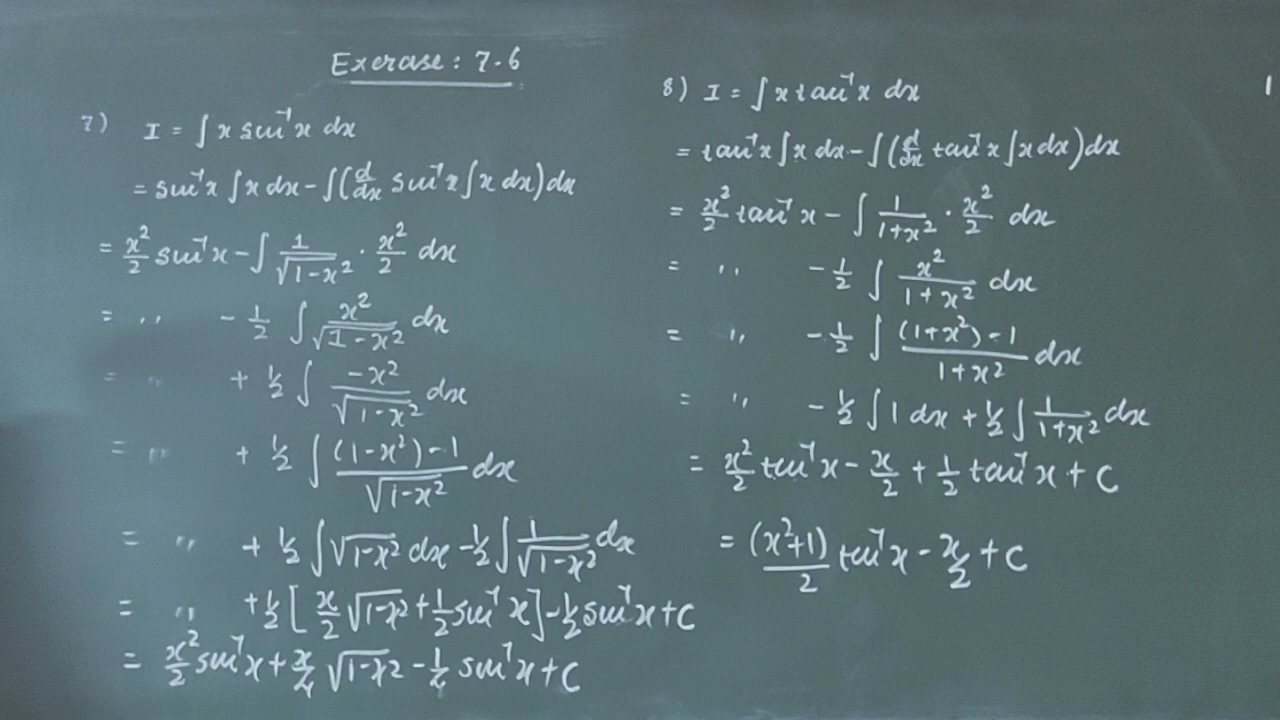 Exercise: 7.6
7) I = ∫ x sin⁻¹x dx
= sin⁻¹x ∫x dx - ∫(d/dx sin⁻¹x ∫x dx) dx
= x²/2 sin⁻¹x - ∫ 1/√(1-x²) · x²/2 dx
= ,, - 1/2 ∫ x²/√(1-x²) dx
= ,, + 1/2 ∫ -x²/√(1-x²) dx
= ,, + 1/2 ∫ (1-x²)-1/√(1-x²) dx
= ,, + 1/2 ∫√(1-x²) dx - 1/2 ∫ 1/√(1-x²) dx
= ,, + 1/2 [x/2 √(1-x²) + 1/2 sin⁻¹x] - 1/2 sin⁻¹x + C
= x²/2 sin⁻¹x + x/4 √(1-x²) - 1/4 sin⁻¹x + C
8) I = ∫ x tan⁻¹x dx
= tan⁻¹x ∫x dx - ∫(d/dx tan⁻¹x ∫x dx) dx
= x²/2 tan⁻¹x - ∫ 1/(1+x²) · x²/2 dx
= ,, - 1/2 ∫ x²/(1+x²) dx
= ,, - 1/2 ∫ (1+x²)-1/(1+x²) dx
= ,, - 1/2 ∫1 dx + 1/2 ∫ 1/(1+x²) dx
= x²/2 tan⁻¹x - x/2 + 1/2 tan⁻¹x + C
= (x²+1)/2 tan⁻¹x - x/2 + C
1